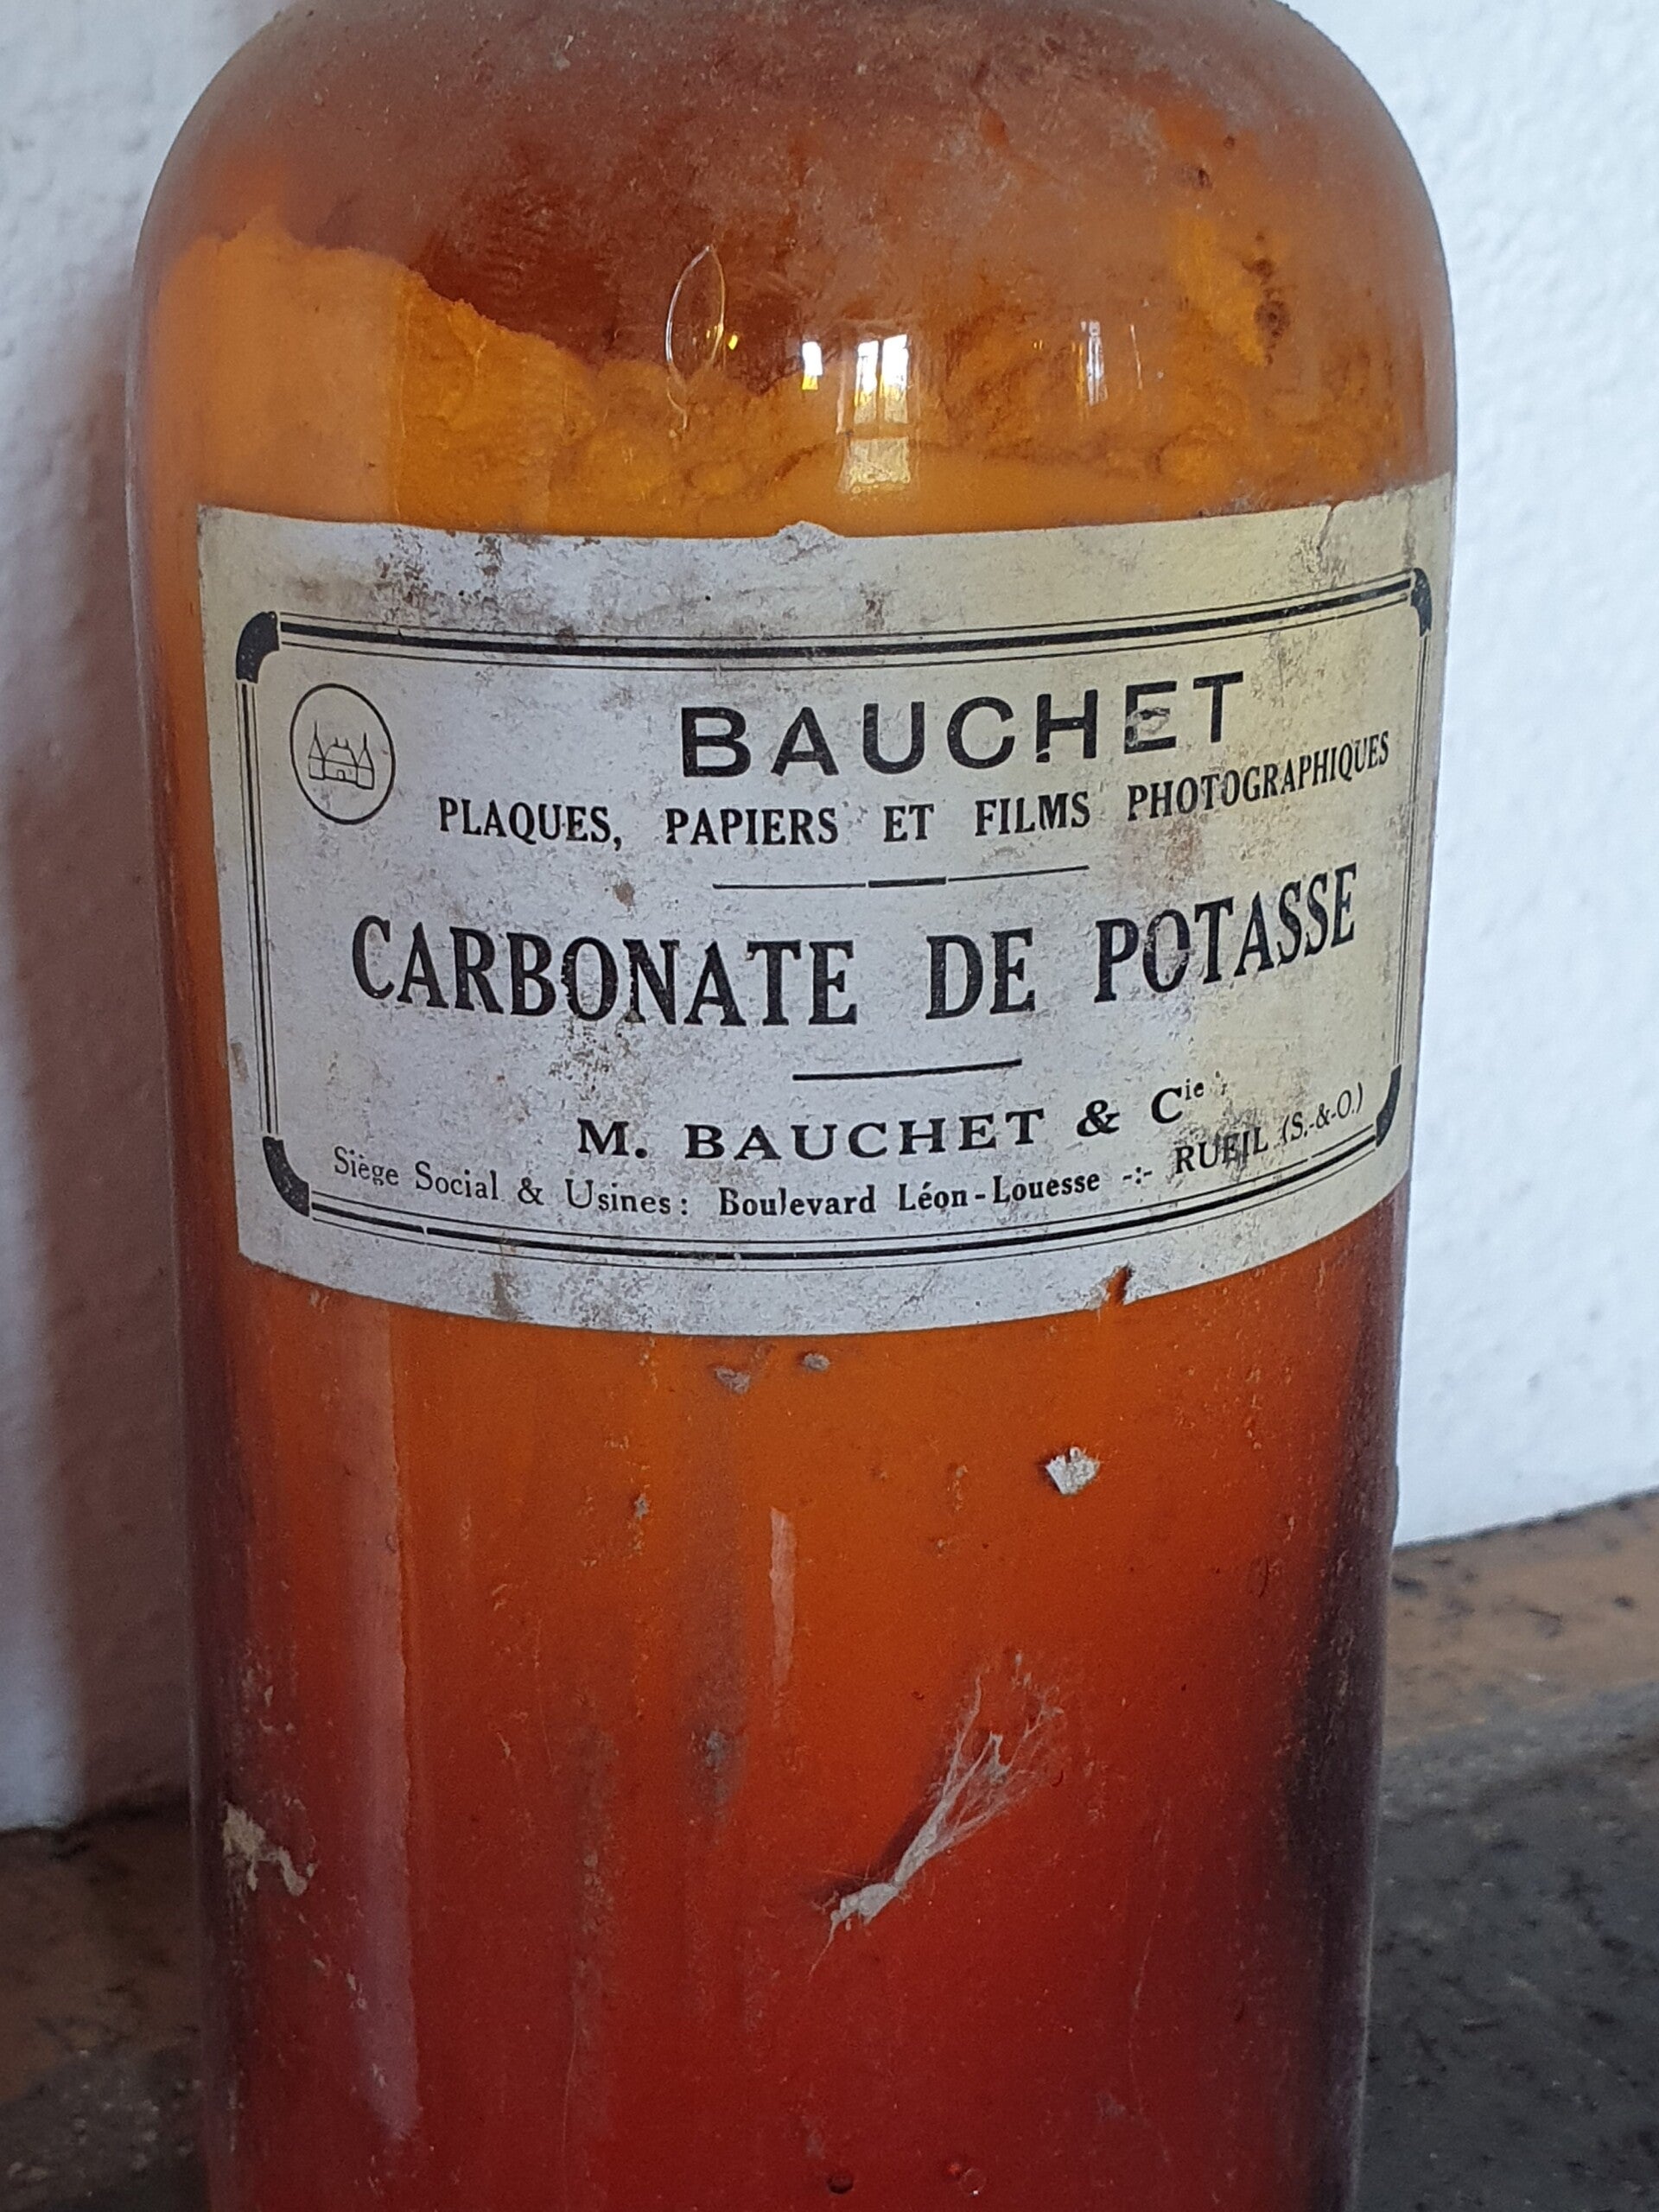 BAUCHET
PLAQUES, PAPIERS ET FILMS PHOTOGRAPHIQUES
CARBONATE DE POTASSE
M. BAUCHET & Cie
Siège Social & Usines : Boulevard Léon-Louesse -:- RUEIL (S.-&-O.)